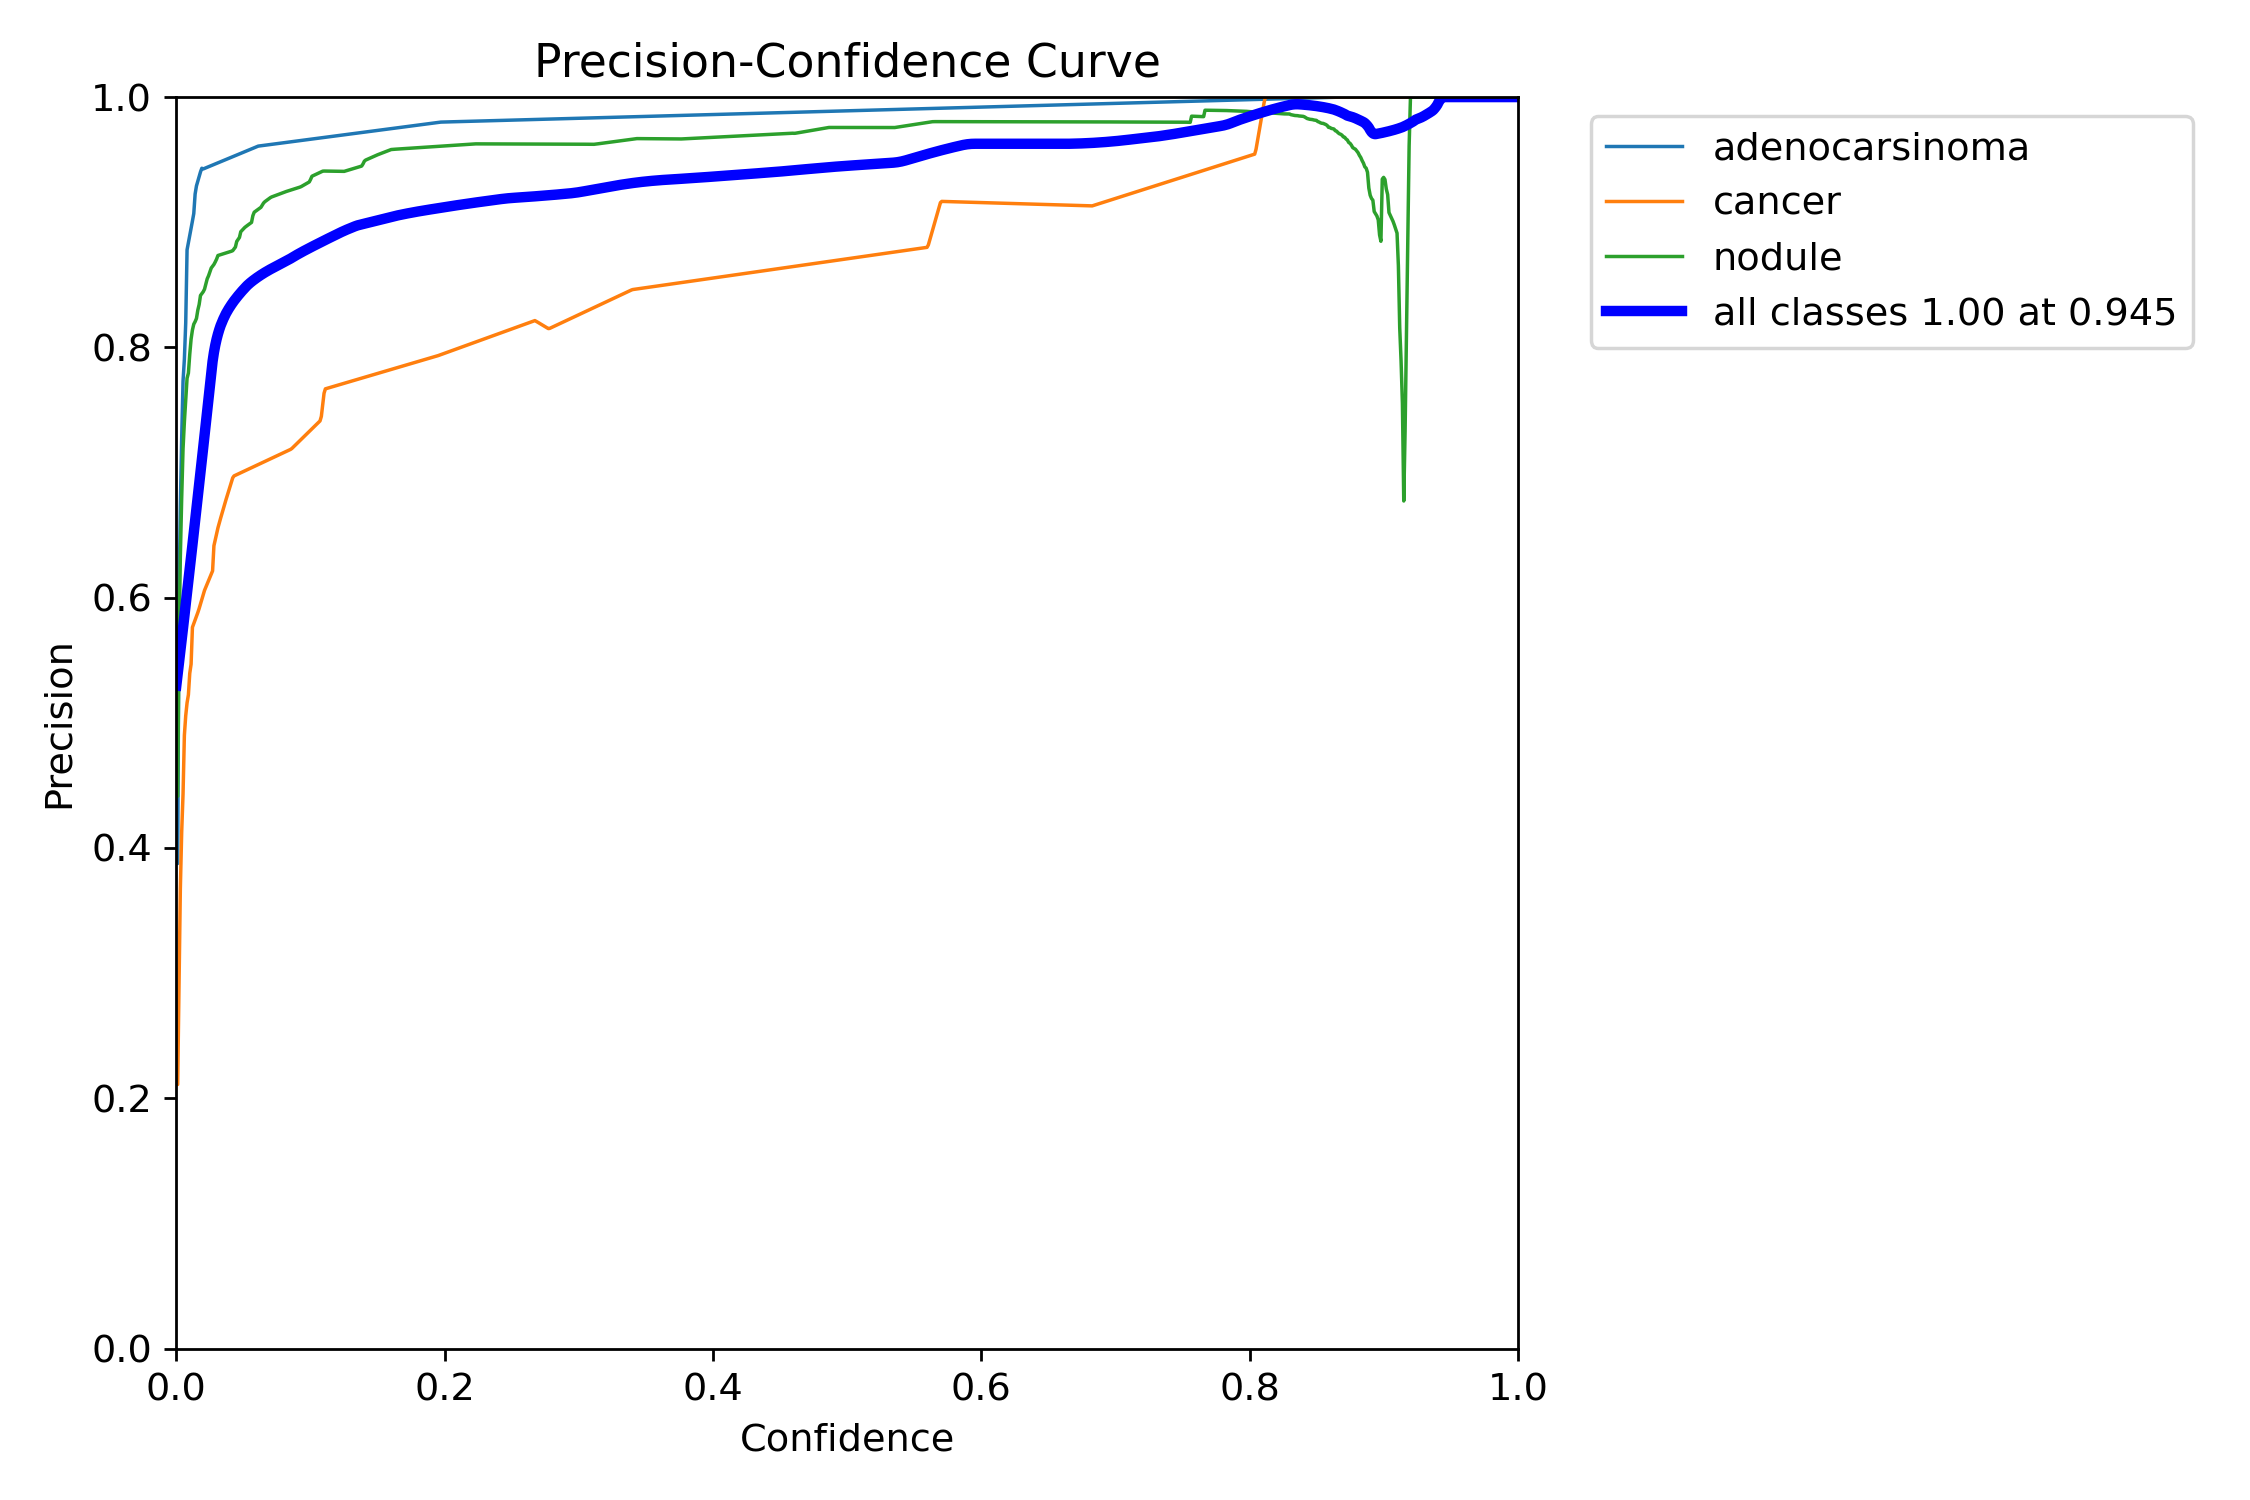 Precision-Confidence Curve
1.0
0.8
0.6
0.4
0.2
0.0
Precision
0.0 0.2 0.4 0.6 0.8 1.0
Confidence
adenocarsinoma
cancer
nodule
all classes 1.00 at 0.945